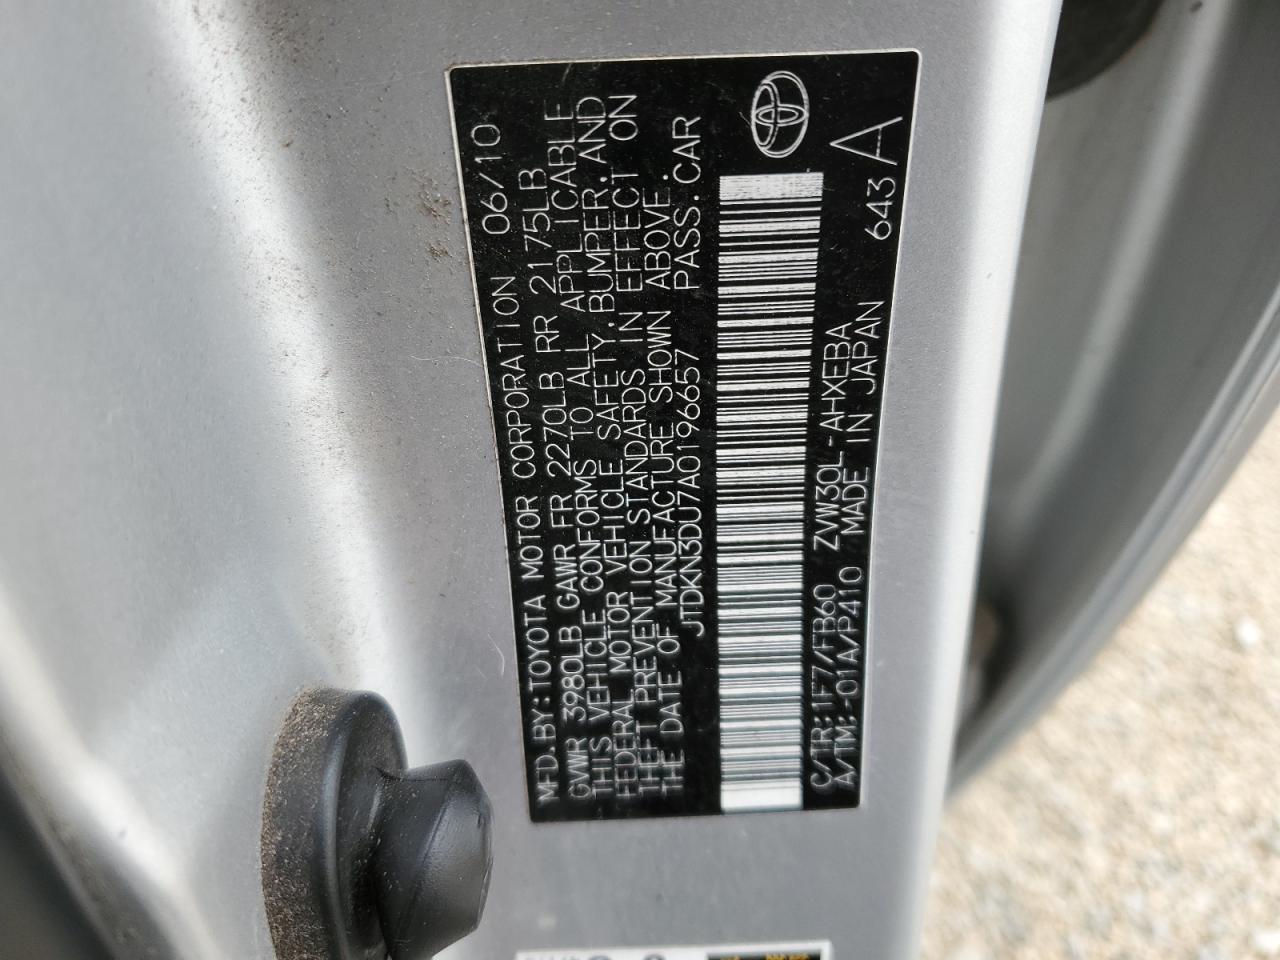 MFD.BY:TOYOTA MOTOR CORPORATION 06/10
GVWR 3980LB GAWR FR 2270LB RR 2175LB
THIS VEHICLE CONFORMS TO ALL APPLICABLE
FEDERAL MOTOR VEHICLE SAFETY,BUMPER,AND
THEFT PREVENTION STANDARDS IN EFFECT ON
THE DATE OF MANUFACTURE SHOWN ABOVE.
JTDKN3DU7A0196657 PASS.CAR
C/TR:1F7/FB60 ZVW30L-AHXEBA 643 A
A/TM:-01A/P410 MADE IN JAPAN